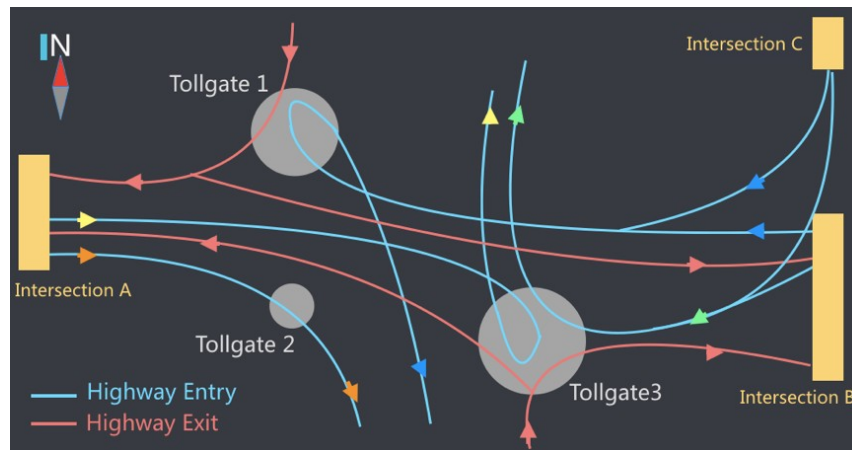 N
Intersection C
Tollgate 1
Intersection A
Tollgate 2
Tollgate3
Intersection B
Highway Entry
Highway Exit